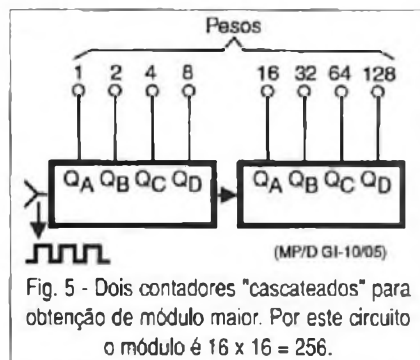 Pesos
1 2 4 8 16 32 64 128
QA QB QC QD QA QB QC QD
(MP/D GI-10/05)
Fig. 5 - Dois contadores "cascateados" para
obtenção de módulo maior. Por este circuito
o módulo é 16 x 16 = 256.